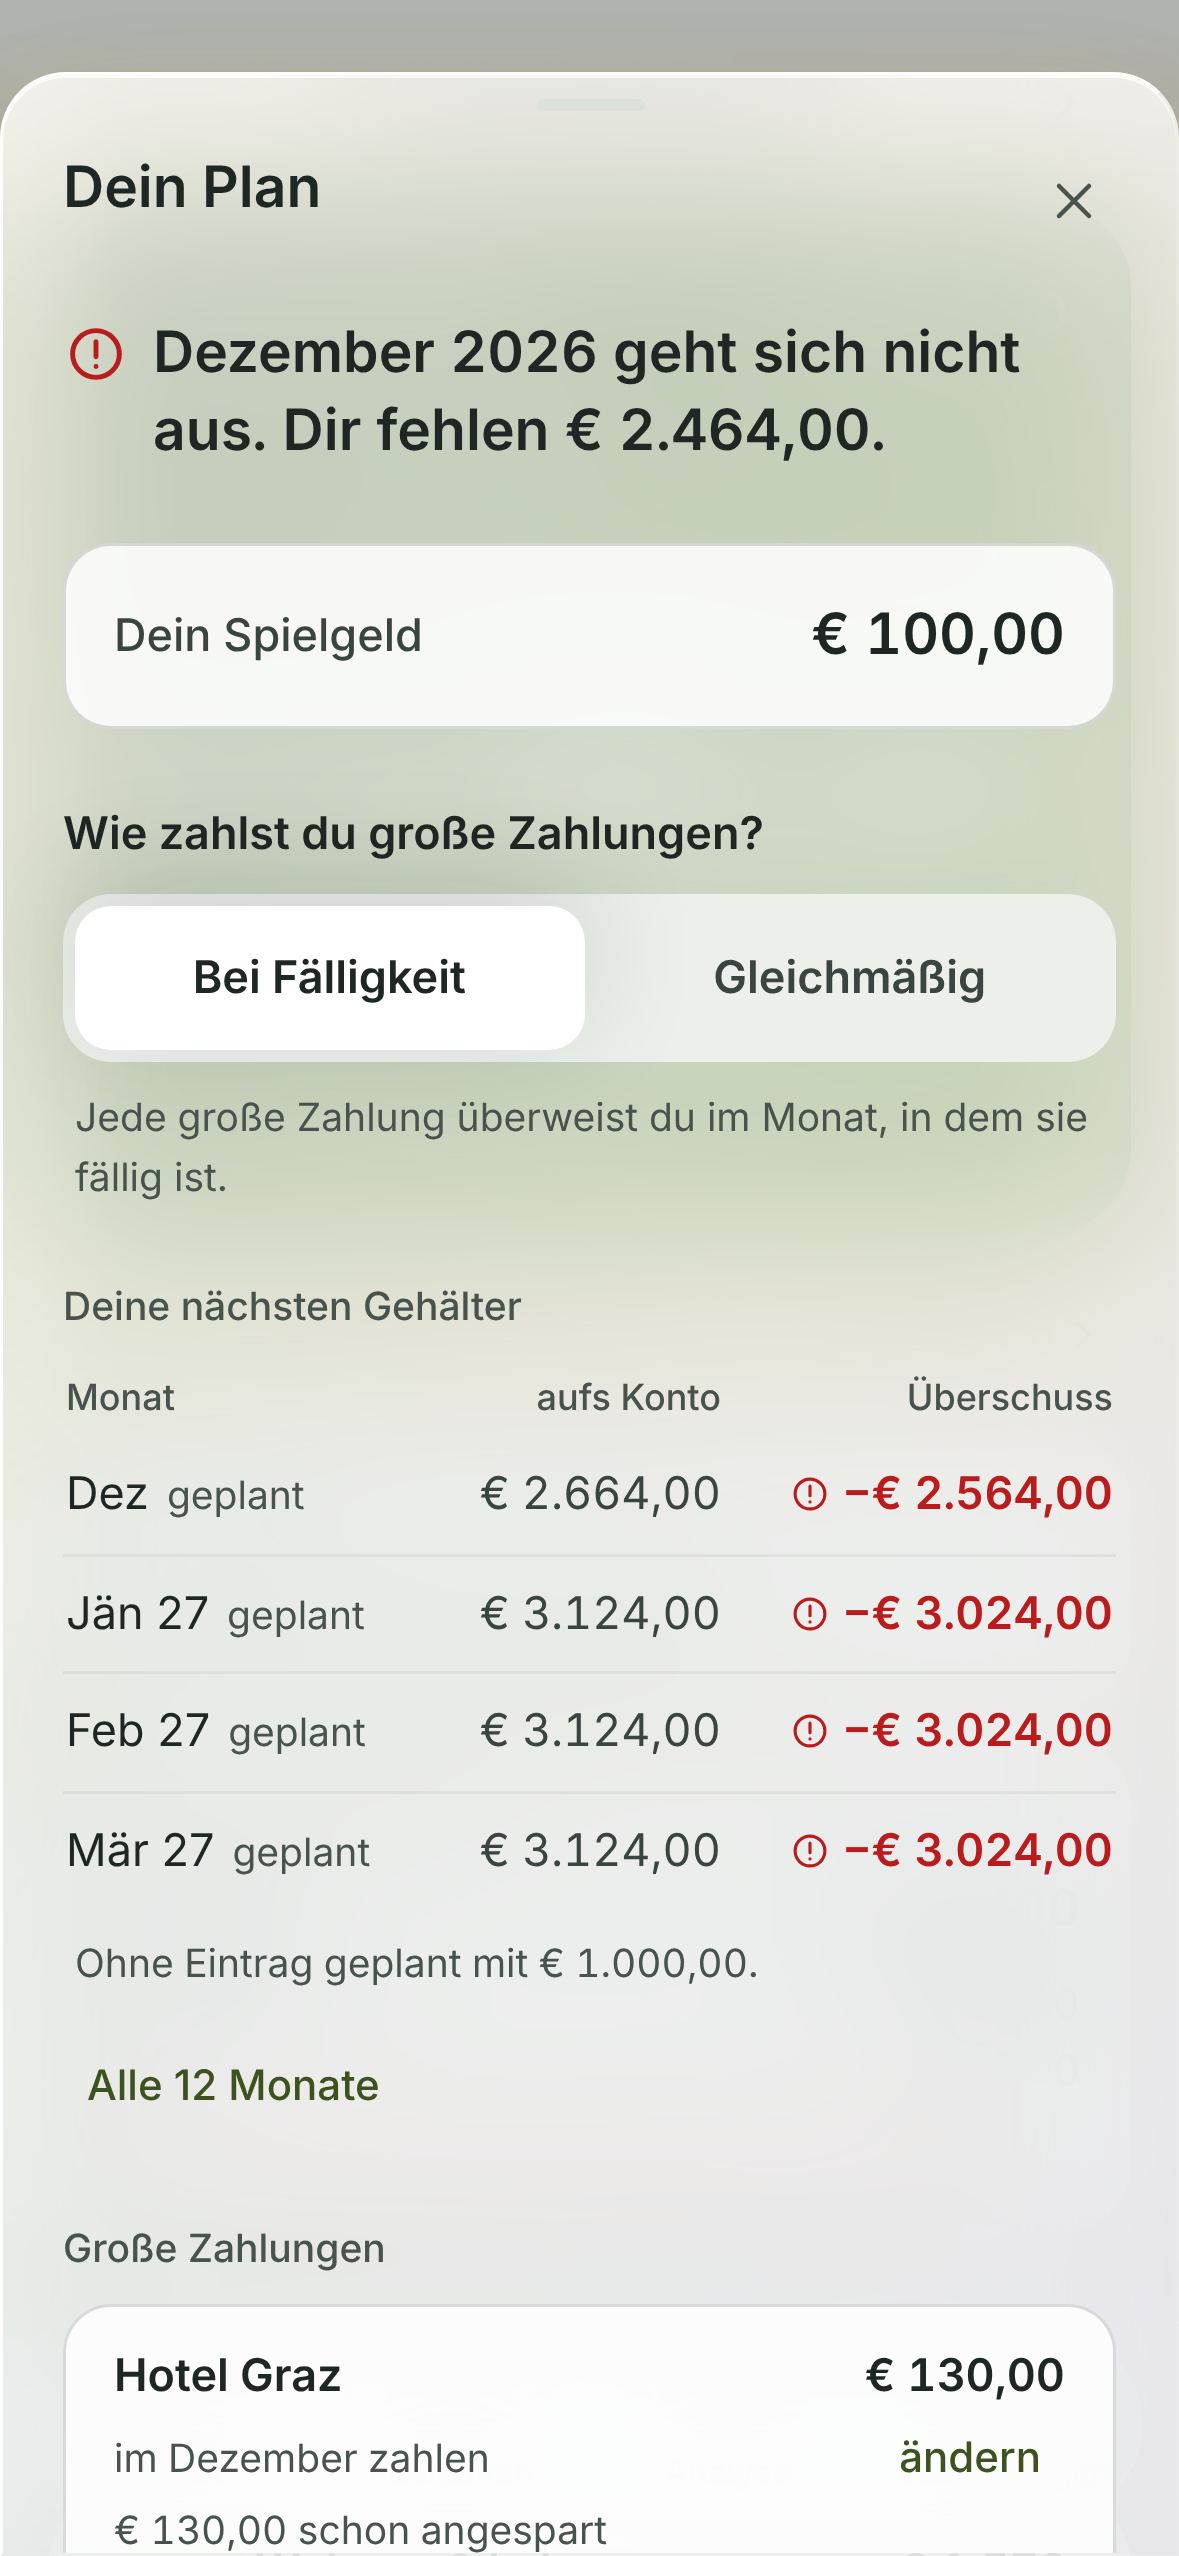 Dein Plan
Dezember 2026 geht sich nicht
aus. Dir fehlen € 2.464,00.
Dein Spielgeld € 100,00
Wie zahlst du große Zahlungen?
Bei Fälligkeit Gleichmäßig
Jede große Zahlung überweist du im Monat, in dem sie
fällig ist.
Deine nächsten Gehälter
Monat aufs Konto Überschuss
Dez geplant € 2.664,00 −€ 2.564,00
Jän 27 geplant € 3.124,00 −€ 3.024,00
Feb 27 geplant € 3.124,00 −€ 3.024,00
Mär 27 geplant € 3.124,00 −€ 3.024,00
Ohne Eintrag geplant mit € 1.000,00.
Alle 12 Monate
Große Zahlungen
Hotel Graz € 130,00
im Dezember zahlen ändern
€ 130,00 schon angespart